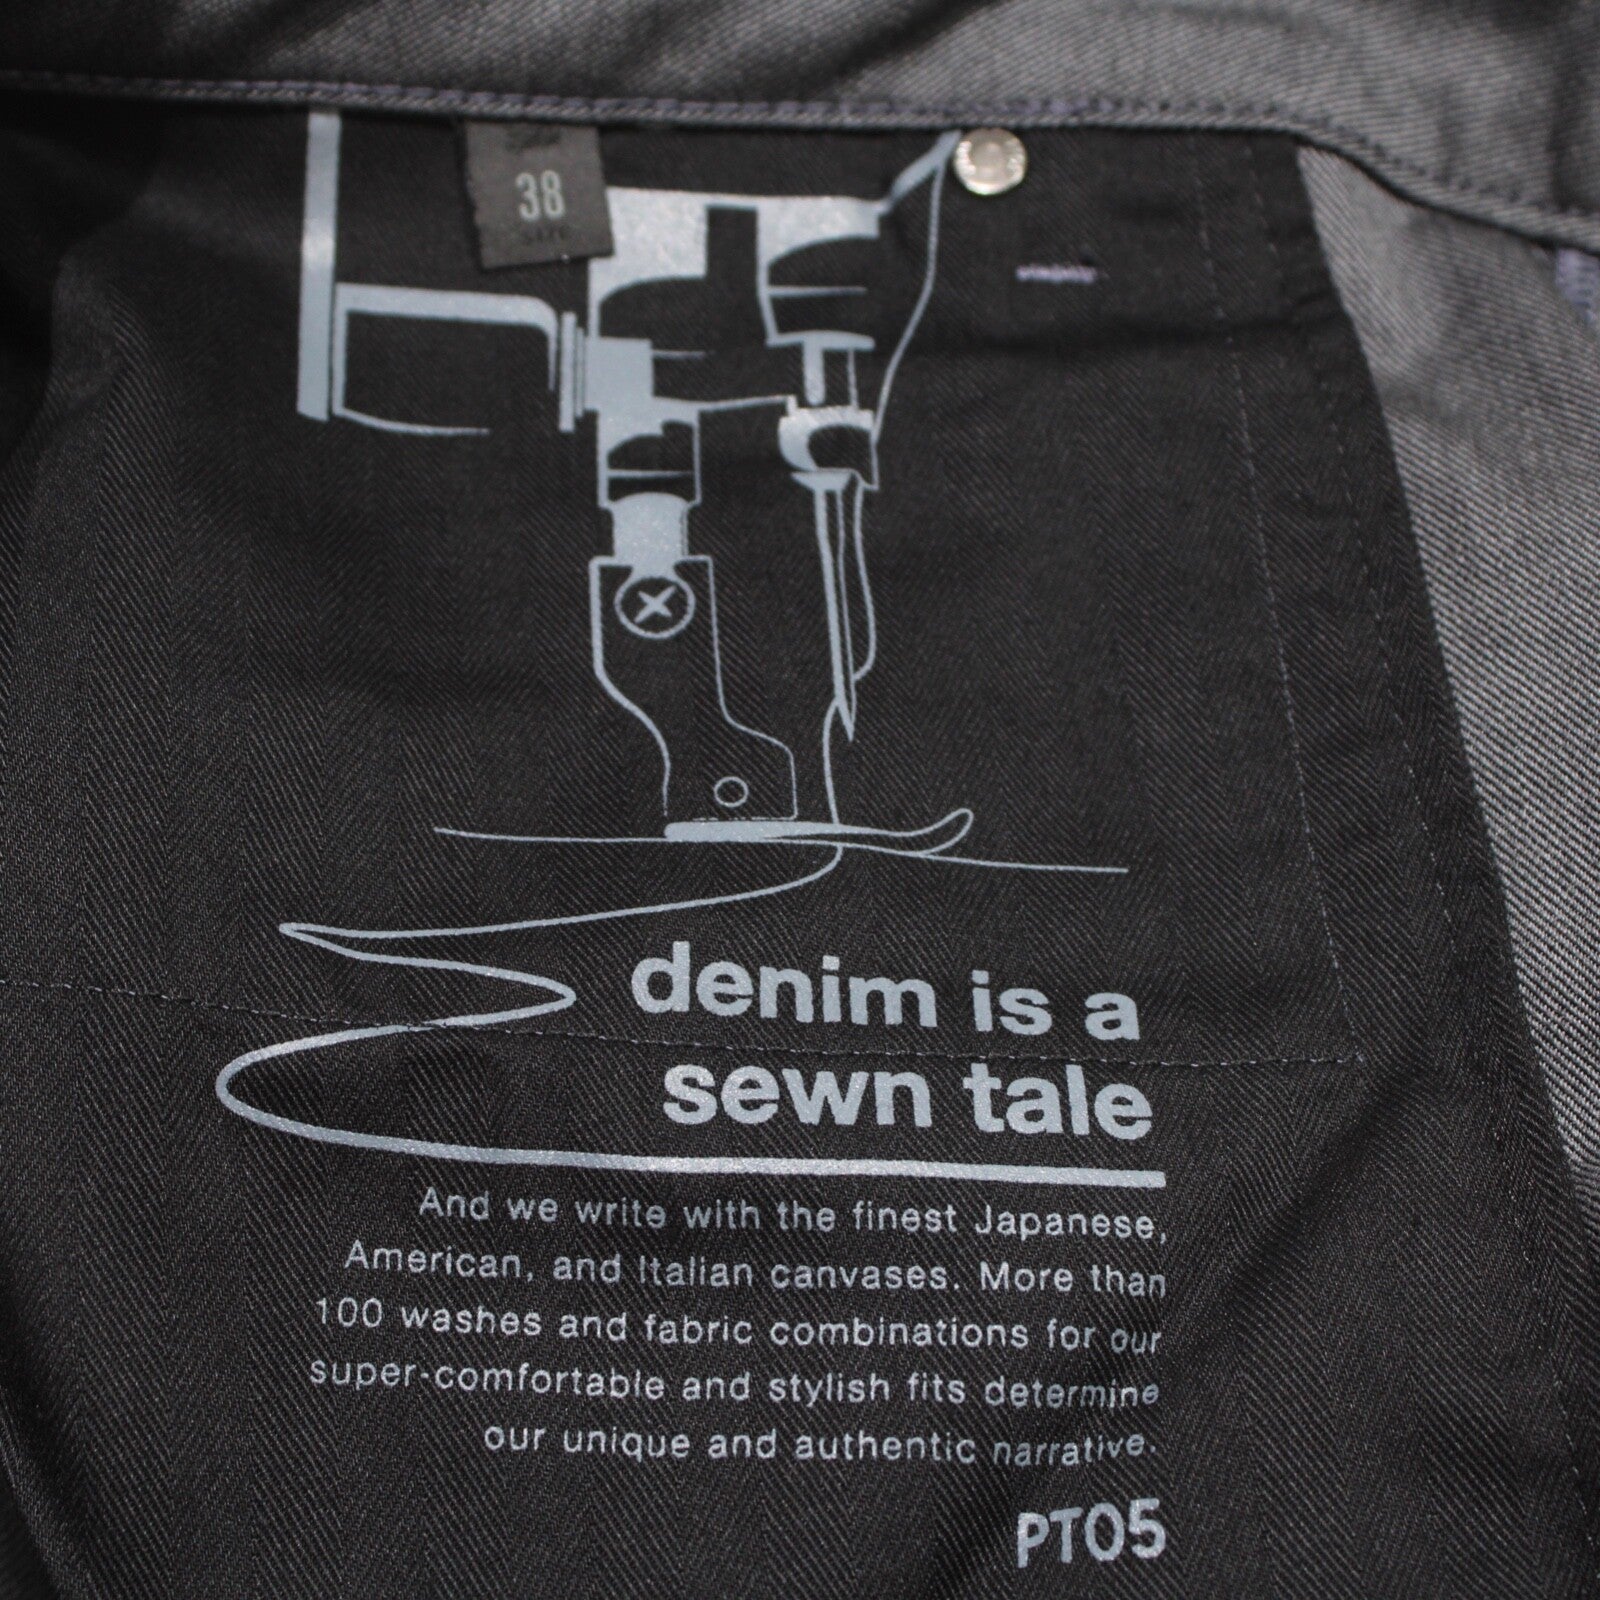 38
SIZE
denim is a
sewn tale
And we write with the finest Japanese,
American, and Italian canvases. More than
100 washes and fabric combinations for our
super-comfortable and stylish fits determine
our unique and authentic narrative.
PT05